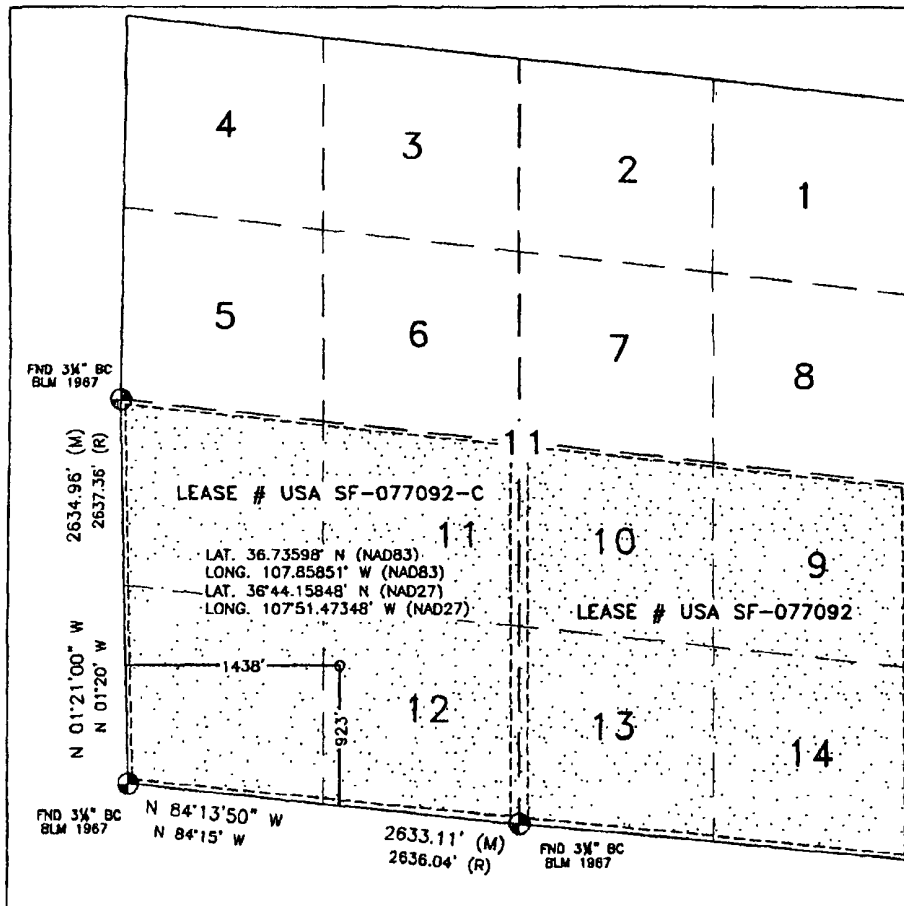 4
3
2
1
5
6
7
8
FND 3¼" BC
BLM 1967
11
2634.96' (M)
2637.36' (R)
LEASE # USA SF-077092-C
11
10
9
LAT. 36.73598° N (NAD83)
LONG. 107.85851° W (NAD83)
LAT. 36°44.15848' N (NAD27)
LONG. 107°51.47348' W (NAD27)
LEASE # USA SF-077092
N 01°21'00" W
N 01°20' W
1438'
923'
12
13
14
FND 3¼" BC
BLM 1967
N 84°13'50" W
N 84°15' W
2633.11' (M)
2636.04' (R)
FND 3¼" BC
BLM 1967